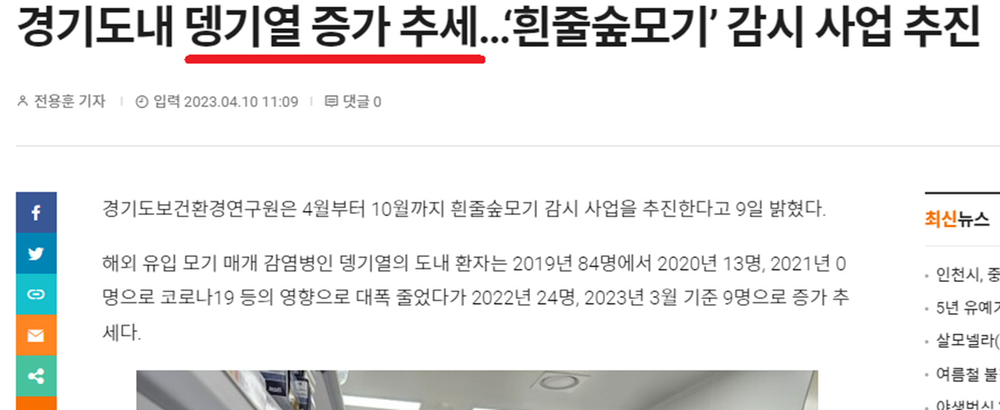 경기도내 뎅기열 증가 추세...‘흰줄숲모기’ 감시 사업 추진
전용훈 기자 입력 2023.04.10 11:09 댓글 0
경기도보건환경연구원은 4월부터 10월까지 흰줄숲모기 감시 사업을 추진한다고 9일 밝혔다.
해외 유입 모기 매개 감염병인 뎅기열의 도내 환자는 2019년 84명에서 2020년 13명, 2021년 0
명으로 코로나19 등의 영향으로 대폭 줄었다가 2022년 24명, 2023년 3월 기준 9명으로 증가 추
세다.
최신뉴스
인천시, 중
5년 유예
살모넬라(
여름철 불